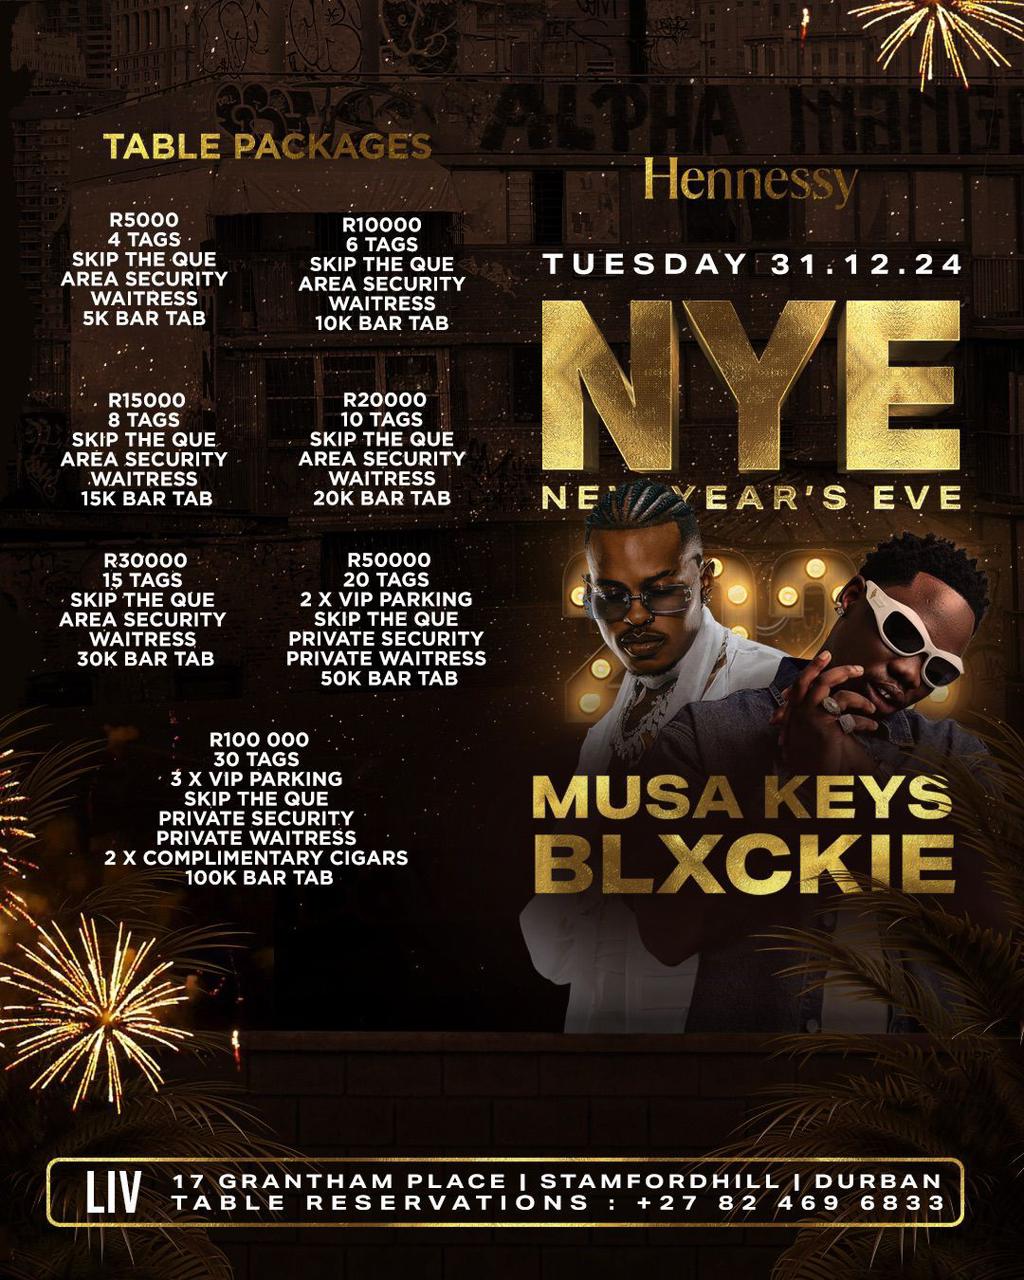 TABLE PACKAGES
R5000
4 TAGS
SKIP THE QUE
AREA SECURITY
WAITRESS
5K BAR TAB
R10000
6 TAGS
SKIP THE QUE
AREA SECURITY
WAITRESS
10K BAR TAB
R15000
8 TAGS
SKIP THE QUE
AREA SECURITY
WAITRESS
15K BAR TAB
R20000
10 TAGS
SKIP THE QUE
AREA SECURITY
WAITRESS
20K BAR TAB
R30000
15 TAGS
SKIP THE QUE
AREA SECURITY
WAITRESS
30K BAR TAB
R50000
20 TAGS
2 X VIP PARKING
SKIP THE QUE
PRIVATE SECURITY
PRIVATE WAITRESS
50K BAR TAB
R100 000
30 TAGS
3 X VIP PARKING
SKIP THE QUE
PRIVATE SECURITY
PRIVATE WAITRESS
2 X COMPLIMENTARY CIGARS
100K BAR TAB
ALPHA
Hennessy
TUESDAY 31.12.24
NYE
NEW YEAR'S EVE
MUSA KEYS
BLXCKIE
LIV
17 GRANTHAM PLACE | STAMFORDHILL | DURBAN
TABLE RESERVATIONS : +27 82 469 6833